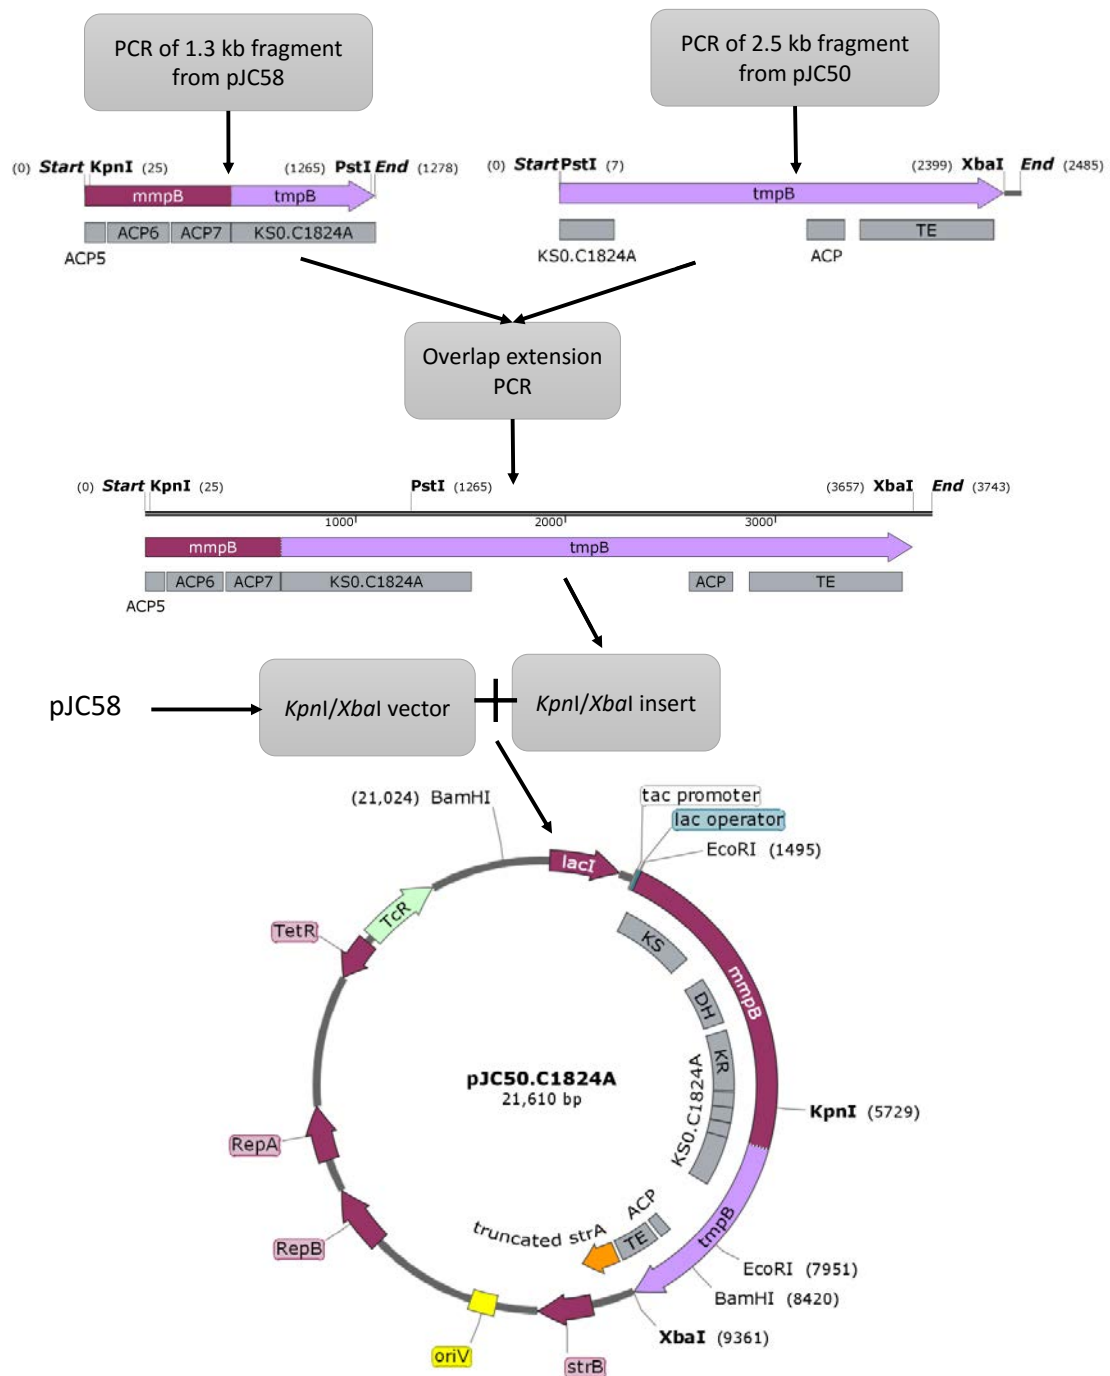 PCR of 1.3 kb fragment
from pJC58
PCR of 2.5 kb fragment
from pJC50
(0) Start KpnI (25) (1265) PstI End (1278)
mmpB tmpB
ACP6 ACP7 KS0.C1824A
ACP5
(0) Start PstI (7) (2399) XbaI End (2485)
tmpB
TE
KS0.C1824A ACP
Overlap extension
PCR
(0) Start KpnI (25) PstI (1265) (3657) XbaI End (3743)
1000 2000 3000
mmpB tmpB
ACP6 ACP7 KS0.C1824A ACP TE
ACP5
pJC58
KpnI/XbaI vector
+
KpnI/XbaI insert
(21,024) BamHI
tac promoter
lac operator
EcoRI (1495)
lacI
TcR
TetR
KS
mmpB
DH
KR
KS0.C1824A
pJC50.C1824A
21,610 bp
KpnI (5729)
RepA
ACP
TE
truncated strA
tmpB
RepB
EcoRI (7951)
BamHI (8420)
XbaI (9361)
oriV
strB